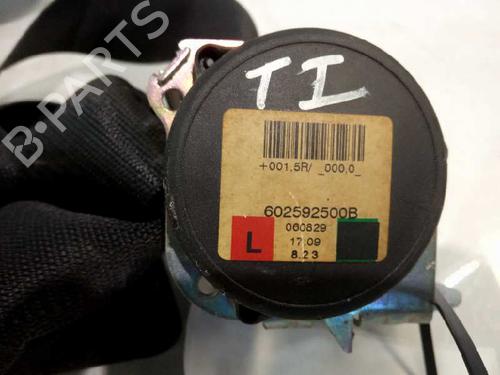 B-PARTS
TI
+001,5R/ _000,0_
602592500B
060829
L
17.09
8.23